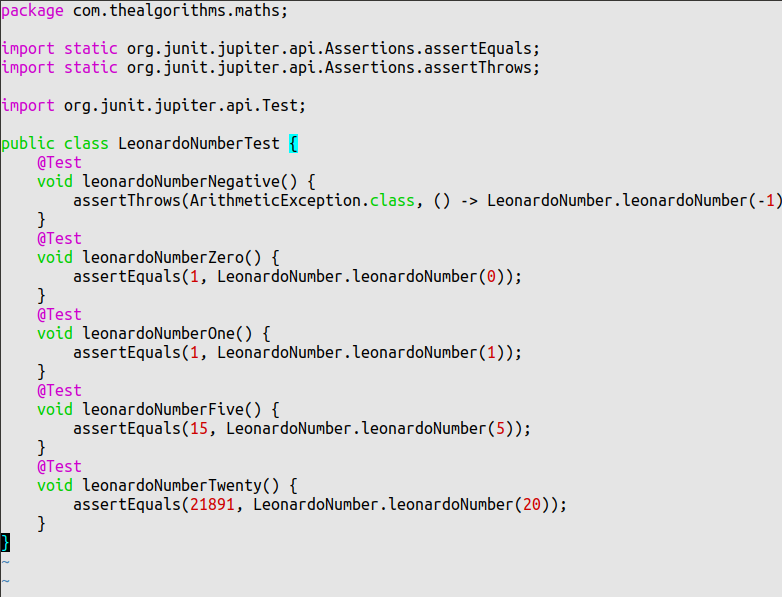 package com.thealgorithms.maths;

import static org.junit.jupiter.api.Assertions.assertEquals;
import static org.junit.jupiter.api.Assertions.assertThrows;

import org.junit.jupiter.api.Test;

public class LeonardoNumberTest {
    @Test
    void leonardoNumberNegative() {
        assertThrows(ArithmeticException.class, () -> LeonardoNumber.leonardoNumber(-1)
    }
    @Test
    void leonardoNumberZero() {
        assertEquals(1, LeonardoNumber.leonardoNumber(0));
    }
    @Test
    void leonardoNumberOne() {
        assertEquals(1, LeonardoNumber.leonardoNumber(1));
    }
    @Test
    void leonardoNumberFive() {
        assertEquals(15, LeonardoNumber.leonardoNumber(5));
    }
    @Test
    void leonardoNumberTwenty() {
        assertEquals(21891, LeonardoNumber.leonardoNumber(20));
    }
}
~
~